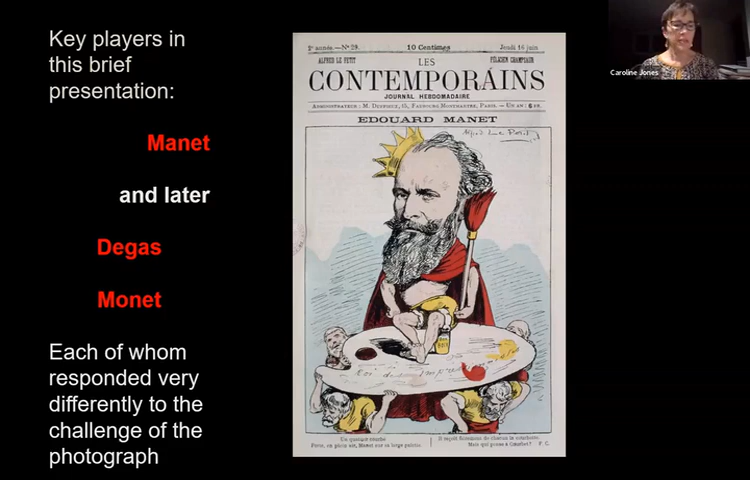 Key players in
this brief
presentation:
Manet
and later
Degas
Monet
Each of whom
responded very
differently to the
challenge of the
photograph
2e année.—No 29.
10 Centimes
Jeudi 16 juin
ALFRED LE PETIT
LES
FÉLICIEN CHAMPSAUR
CONTEMPORAINS
JOURNAL HEBDOMADAIRE
EDOUARD MANET
Caroline Jones